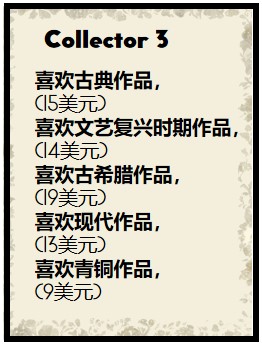 Collector 3
喜欢古典作品，
(15美元)
喜欢文艺复兴时期作品，
(14美元)
喜欢古希腊作品，
(19美元)
喜欢现代作品，
(13美元)
喜欢青铜作品，
(9美元)